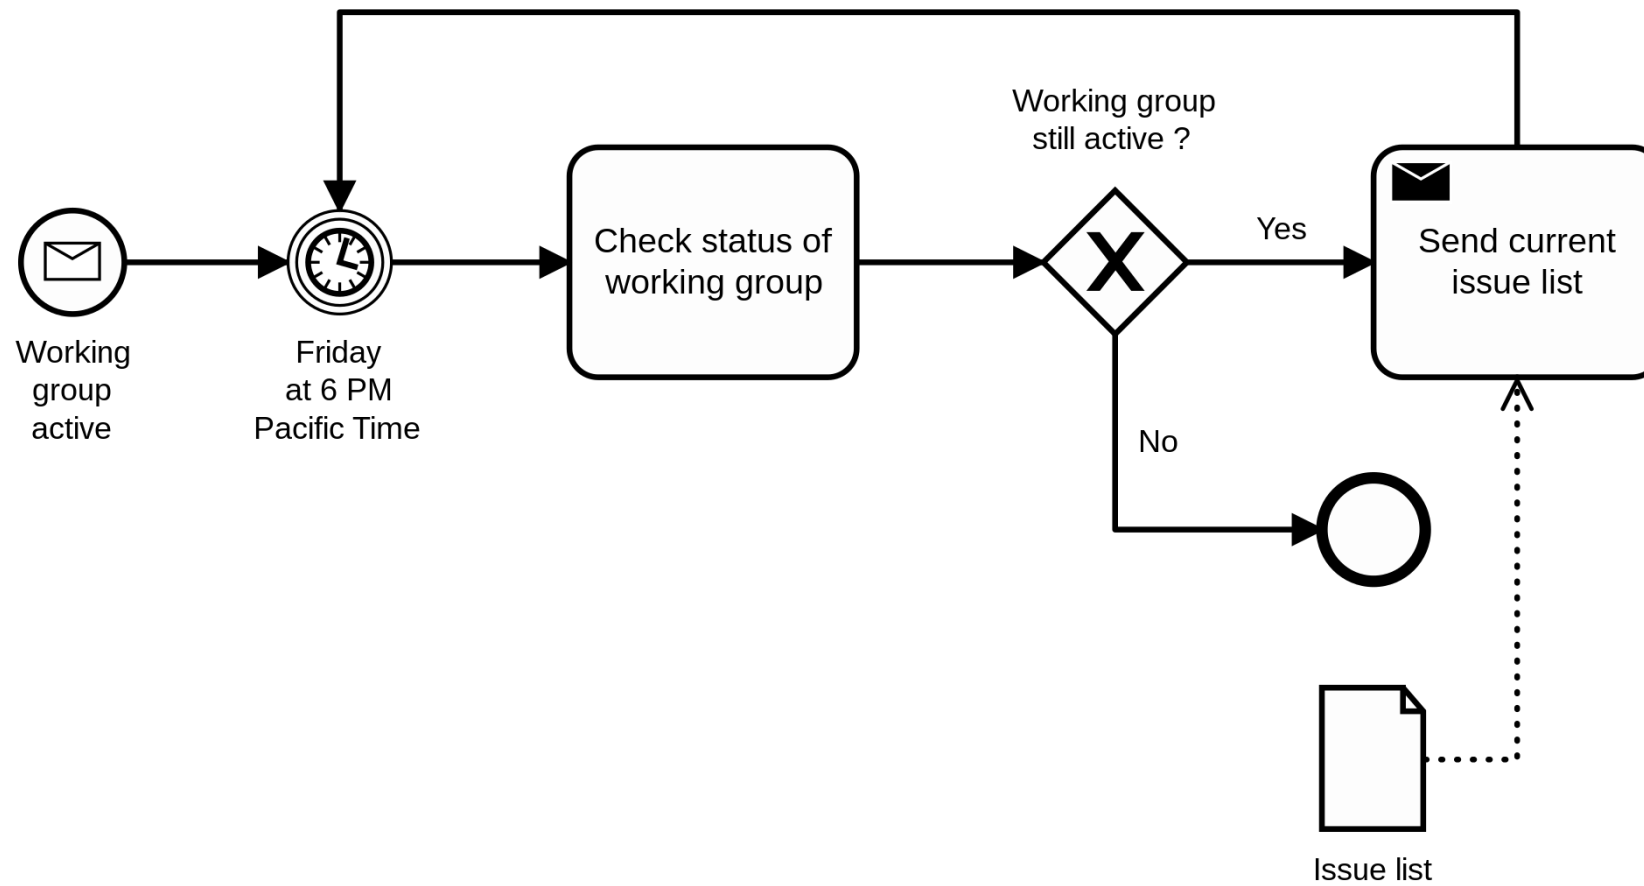 Working group
still active ?
Working
group
active
Friday
at 6 PM
Pacific Time
Check status of
working group
X
Yes
Send current
issue list
No
Issue list